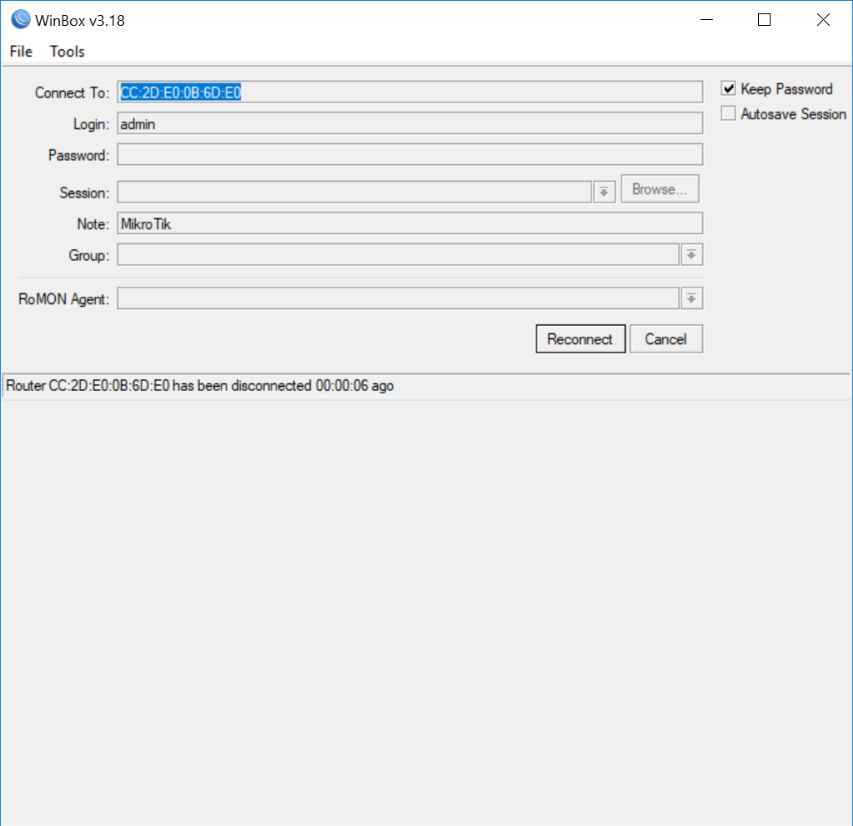 WinBox v3.18
File Tools
Connect To: CC:2D:E0:0B:6D:E0
Keep Password
Login: admin
Autosave Session
Password:
Session: Browse...
Note: MikroTik
Group:
RoMON Agent:
Reconnect Cancel
Router CC:2D:E0:0B:6D:E0 has been disconnected 00:00:06 ago